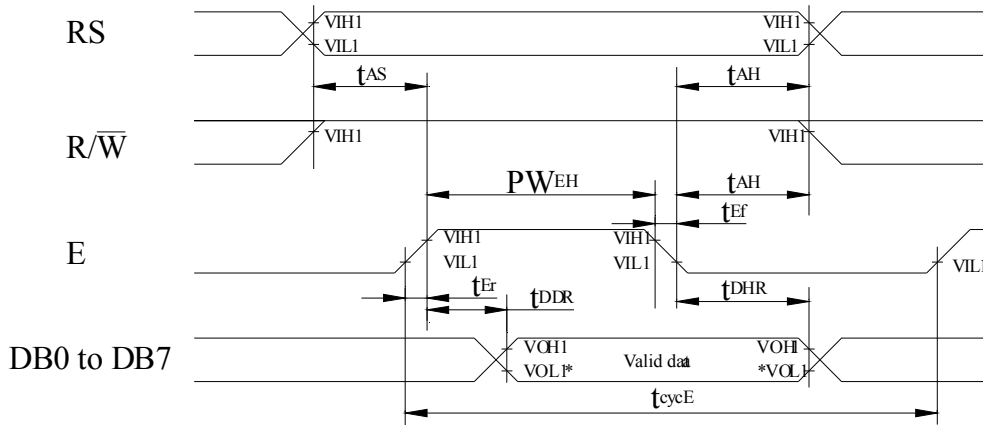 RS VIH1 VIH1
VIL1 VIL1
tAS tAH
R/W̅ VIH1 VIH1
PWEH tAH
tEf
E VIH1 VIH1
VIL1 VIL1 VIL1
tEr tDDR tDHR
DB0 to DB7 VOH1 Valid data VOH1
VOL1* *VOL1
tcycE